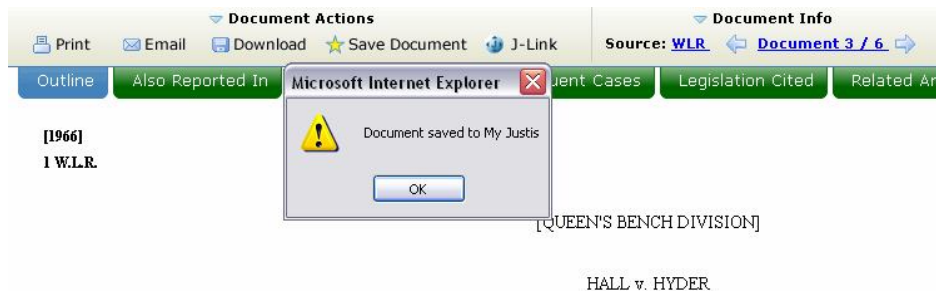 Document Actions
Document Info
Print Email Download Save Document J-Link
Source: WLR Document 3 / 6
Outline Also Reported In Cases Legislation Cited Related
Microsoft Internet Explorer
Document saved to My Justis
OK
[1966]
1 W.L.R.
[QUEEN'S BENCH DIVISION]
HALL v. HYDER